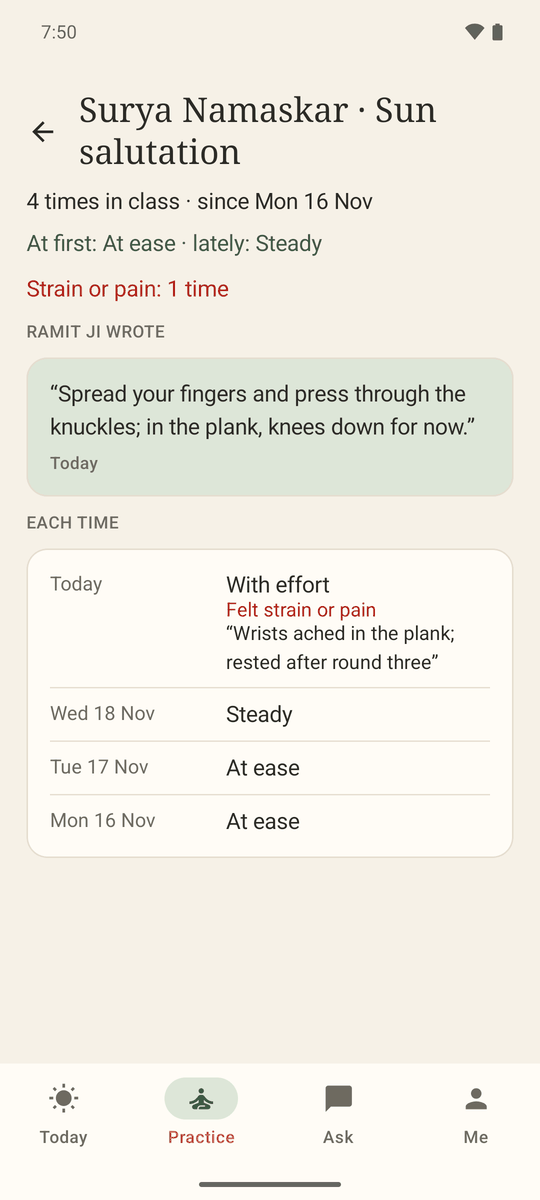 7:50
Surya Namaskar · Sun
salutation
4 times in class · since Mon 16 Nov
At first: At ease · lately: Steady
Strain or pain: 1 time
RAMIT JI WROTE
“Spread your fingers and press through the
knuckles; in the plank, knees down for now.”
Today
EACH TIME
Today
With effort
Felt strain or pain
“Wrists ached in the plank;
rested after round three”
Wed 18 Nov
Steady
Tue 17 Nov
At ease
Mon 16 Nov
At ease
Today
Practice
Ask
Me